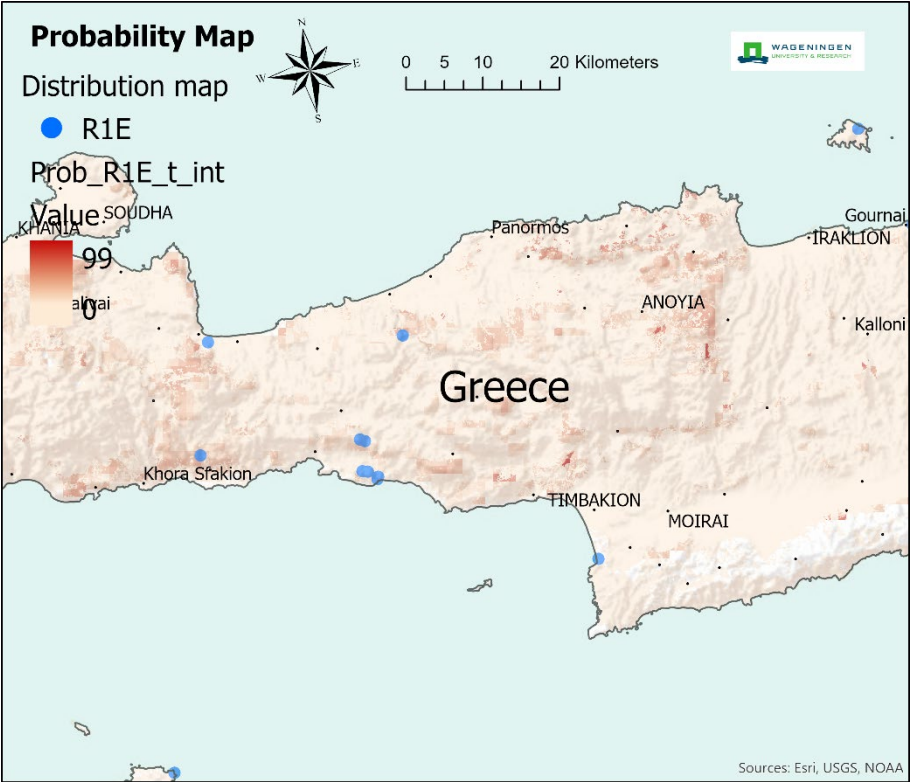 Probability Map
Distribution map
R1E
Prob_R1E_t_int
Value
99
0
N
W
E
S
0 5 10 20 Kilometers
WAGENINGEN
UNIVERSITY & RESEARCH
SOUDHA
KHANIA
Panormos
Gournai
IRAKLION
ANOYIA
Kalloni
Greece
Khora Sfakion
TIMBAKION
MOIRAI
Sources: Esri, USGS, NOAA